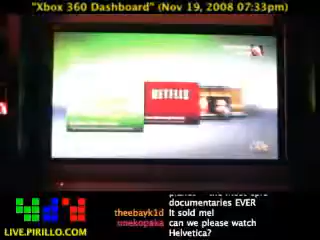 "Xbox 360 Dashboard" (Nov 19, 2008 07:33pm)
NETFLIX
documentaries EVER
theebayk1d It sold me!
onekopaka can we please watch
Helvetica?
LIVE.PIRILLO.COM